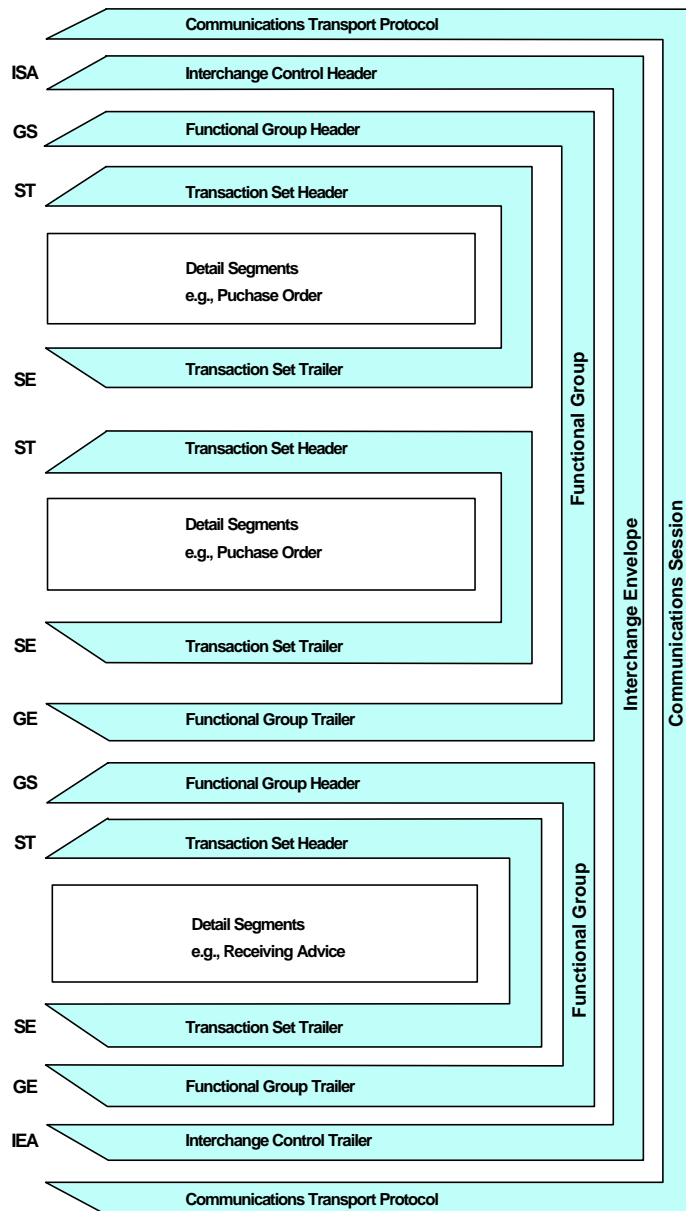 Communications Transport Protocol
ISA Interchange Control Header
GS Functional Group Header
ST Transaction Set Header
Detail Segments
e.g., Puchase Order
SE Transaction Set Trailer
ST Transaction Set Header
Detail Segments
e.g., Puchase Order
SE Transaction Set Trailer
GE Functional Group Trailer
Functional Group
GS Functional Group Header
ST Transaction Set Header
Detail Segments
e.g., Receiving Advice
SE Transaction Set Trailer
GE Functional Group Trailer
Functional Group
IEA Interchange Control Trailer
Interchange Envelope
Communications Transport Protocol
Communications Session